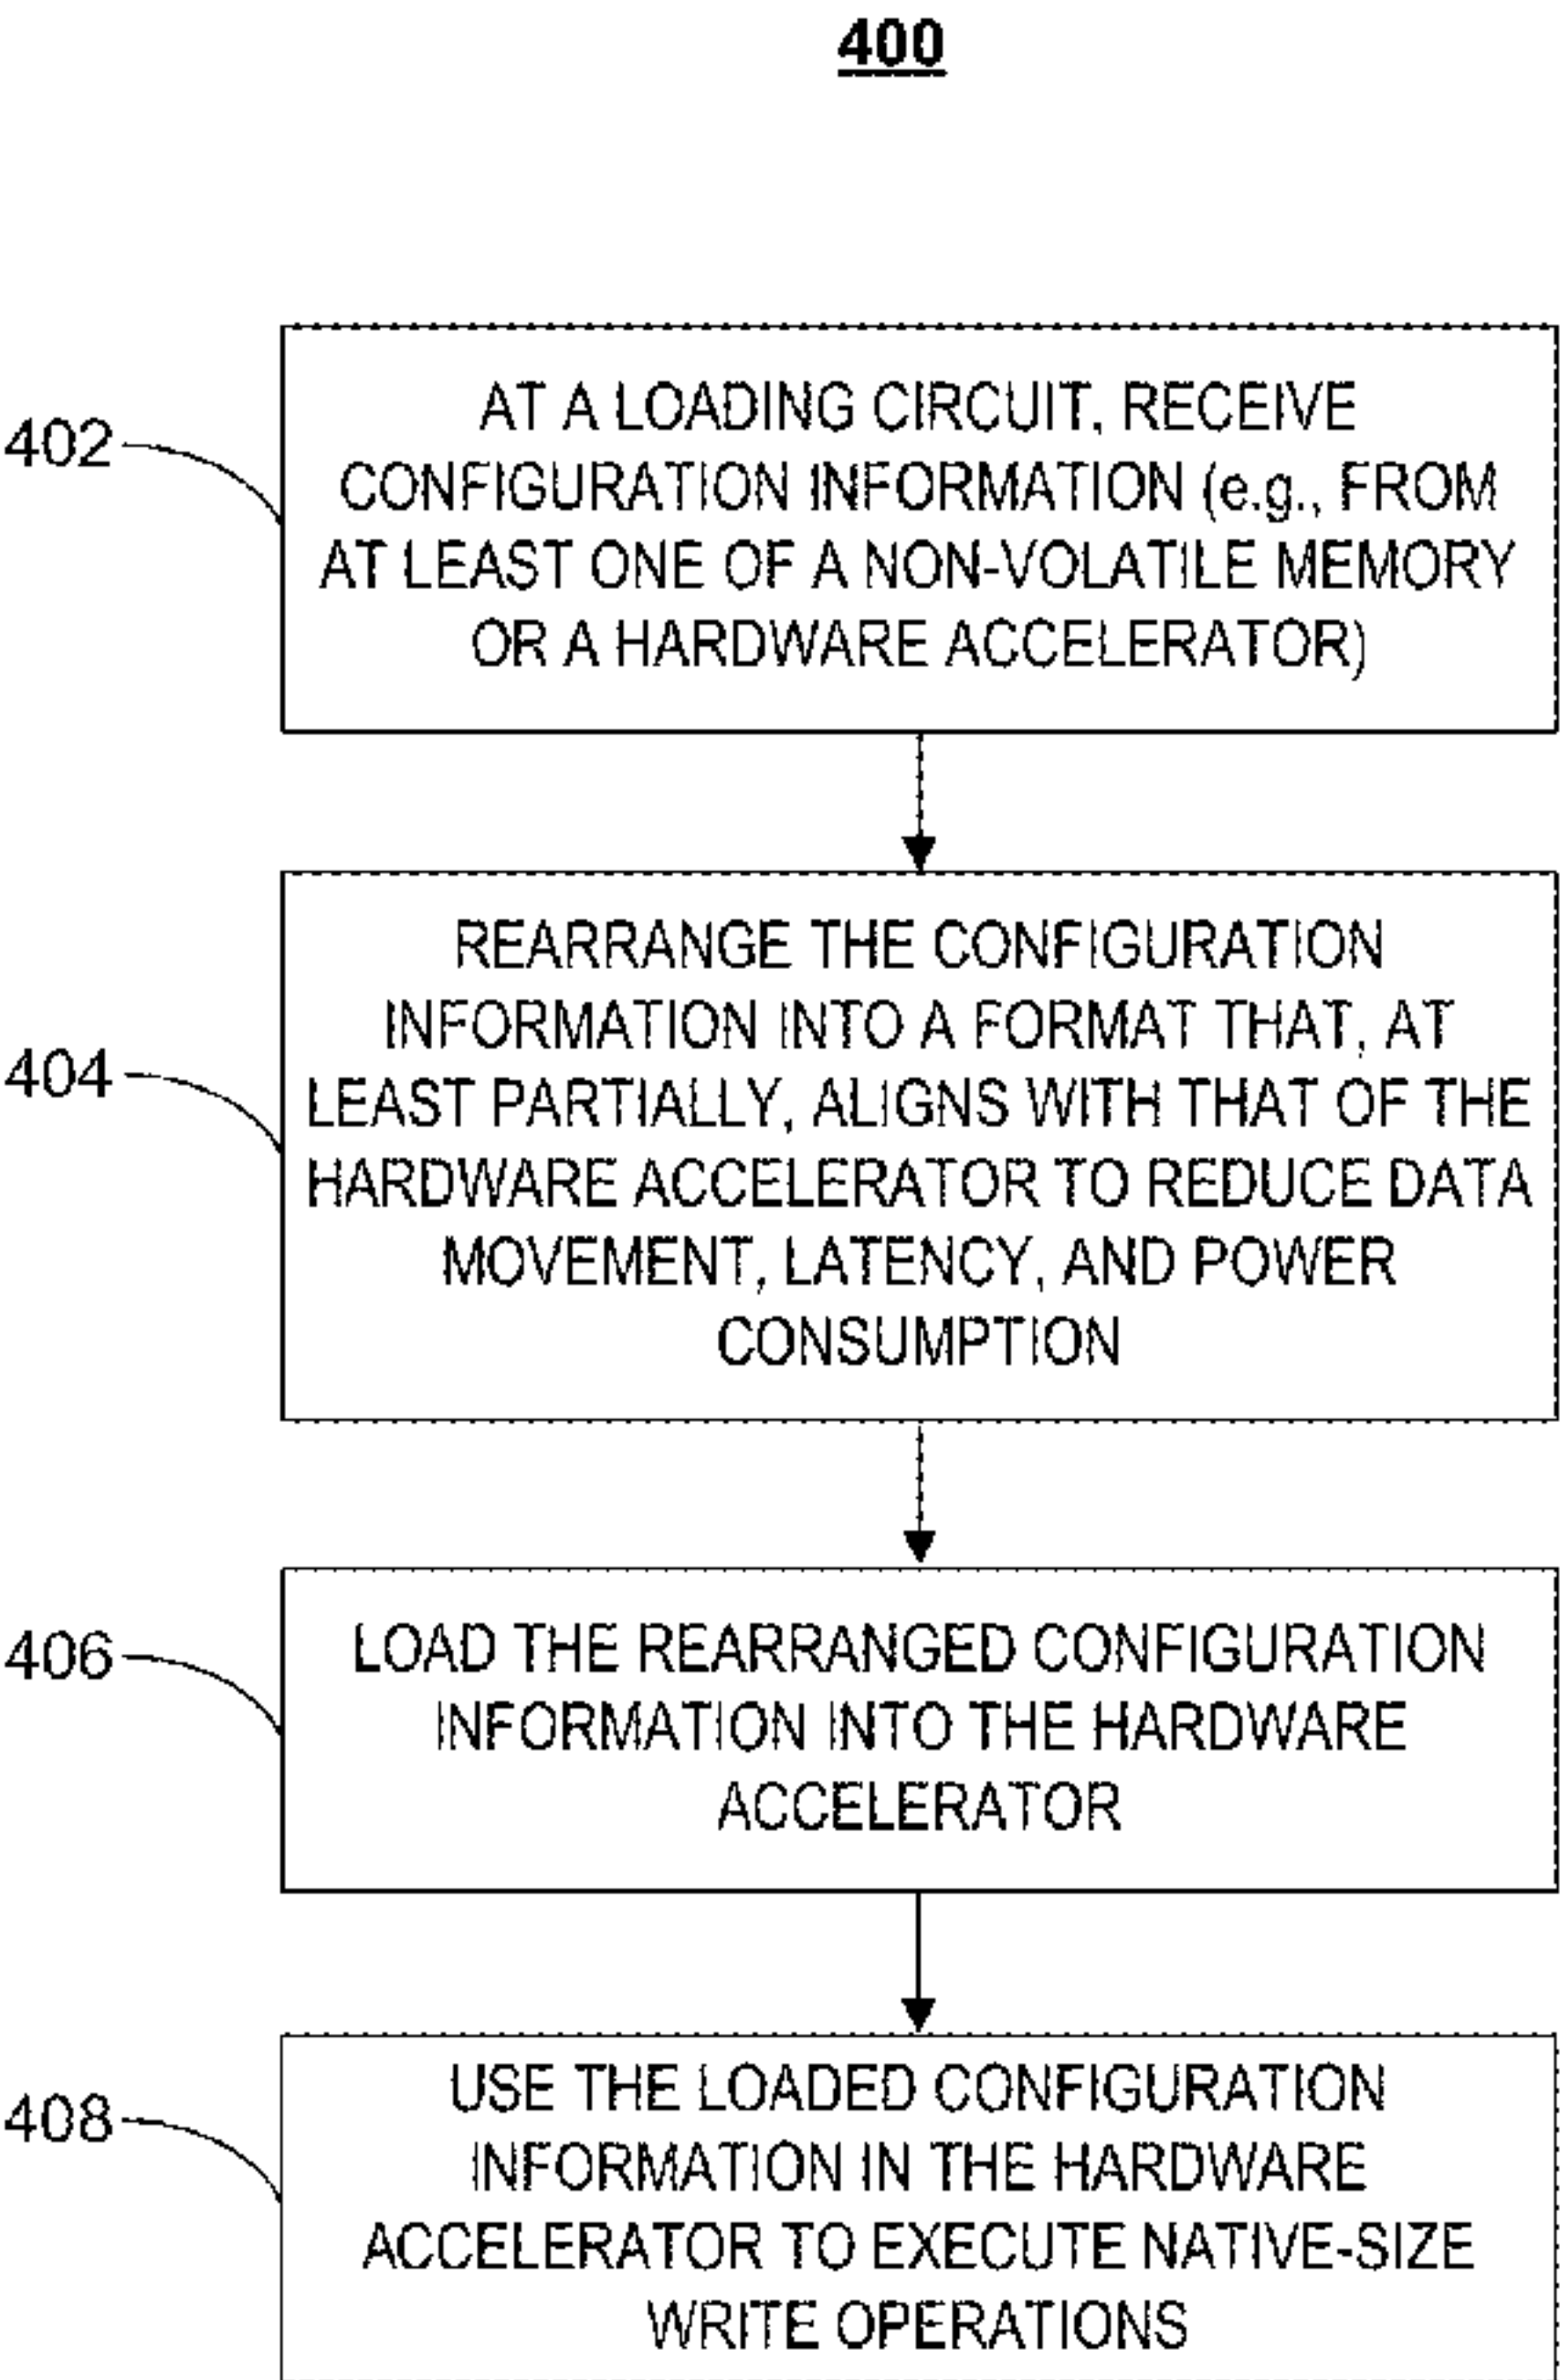 400
402
AT A LOADING CIRCUIT, RECEIVE
CONFIGURATION INFORMATION (e.g., FROM
AT LEAST ONE OF A NON-VOLATILE MEMORY
OR A HARDWARE ACCELERATOR)
404
REARRANGE THE CONFIGURATION
INFORMATION INTO A FORMAT THAT, AT
LEAST PARTIALLY, ALIGNS WITH THAT OF THE
HARDWARE ACCELERATOR TO REDUCE DATA
MOVEMENT, LATENCY, AND POWER
CONSUMPTION
406
LOAD THE REARRANGED CONFIGURATION
INFORMATION INTO THE HARDWARE
ACCELERATOR
408
USE THE LOADED CONFIGURATION
INFORMATION IN THE HARDWARE
ACCELERATOR TO EXECUTE NATIVE-SIZE
WRITE OPERATIONS